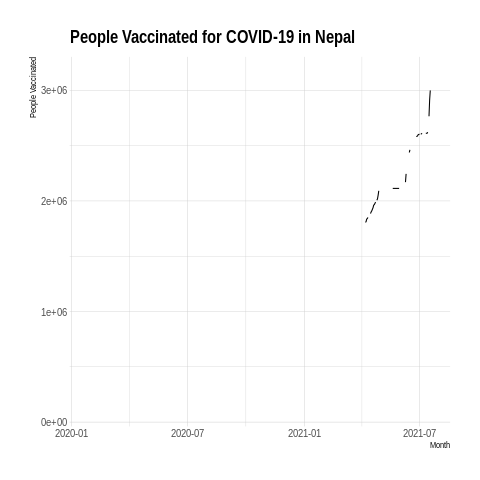 People Vaccinated for COVID-19 in Nepal
People Vaccinated
3e+06
2e+06
1e+06
0e+00
2020-01
2020-07
2021-01
2021-07
Month